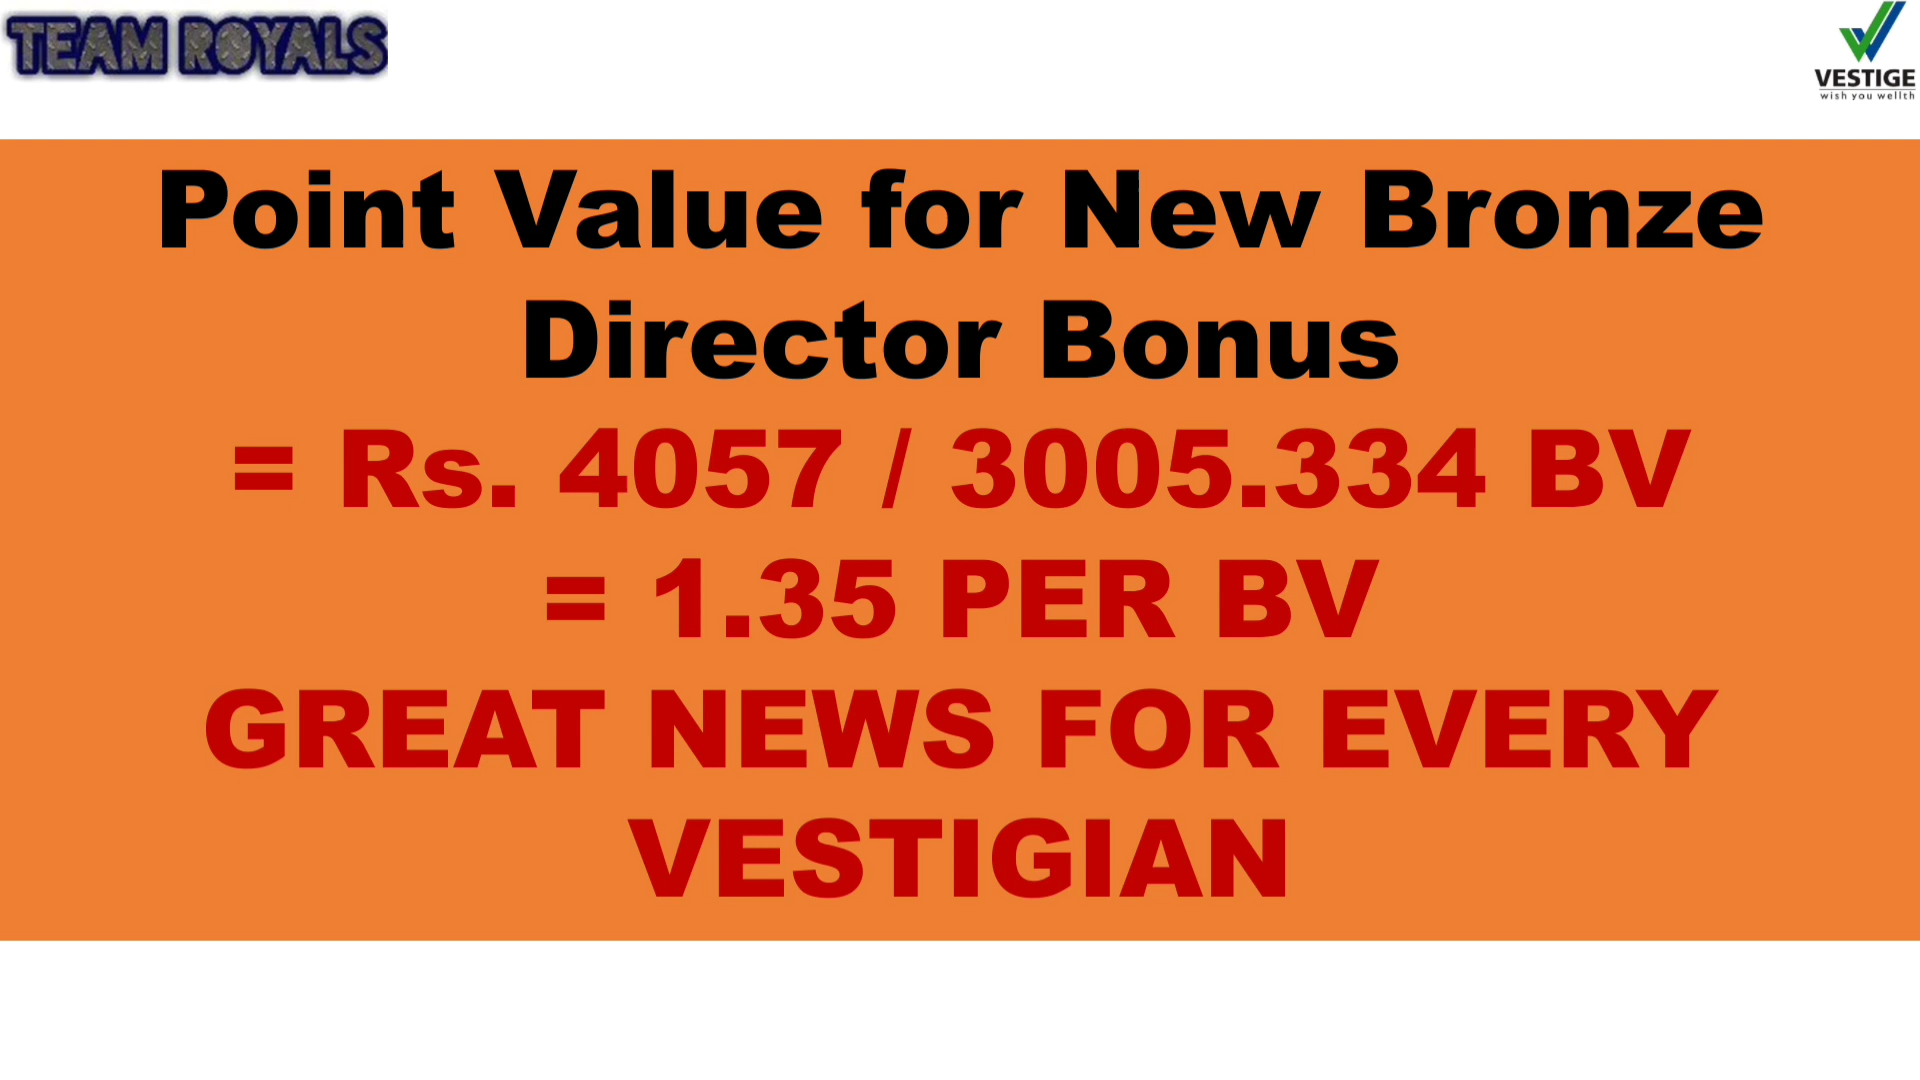 TEAM ROYALS
VESTIGE
wish you wellth
Point Value for New Bronze
Director Bonus
= Rs. 4057 / 3005.334 BV
= 1.35 PER BV
GREAT NEWS FOR EVERY
VESTIGIAN